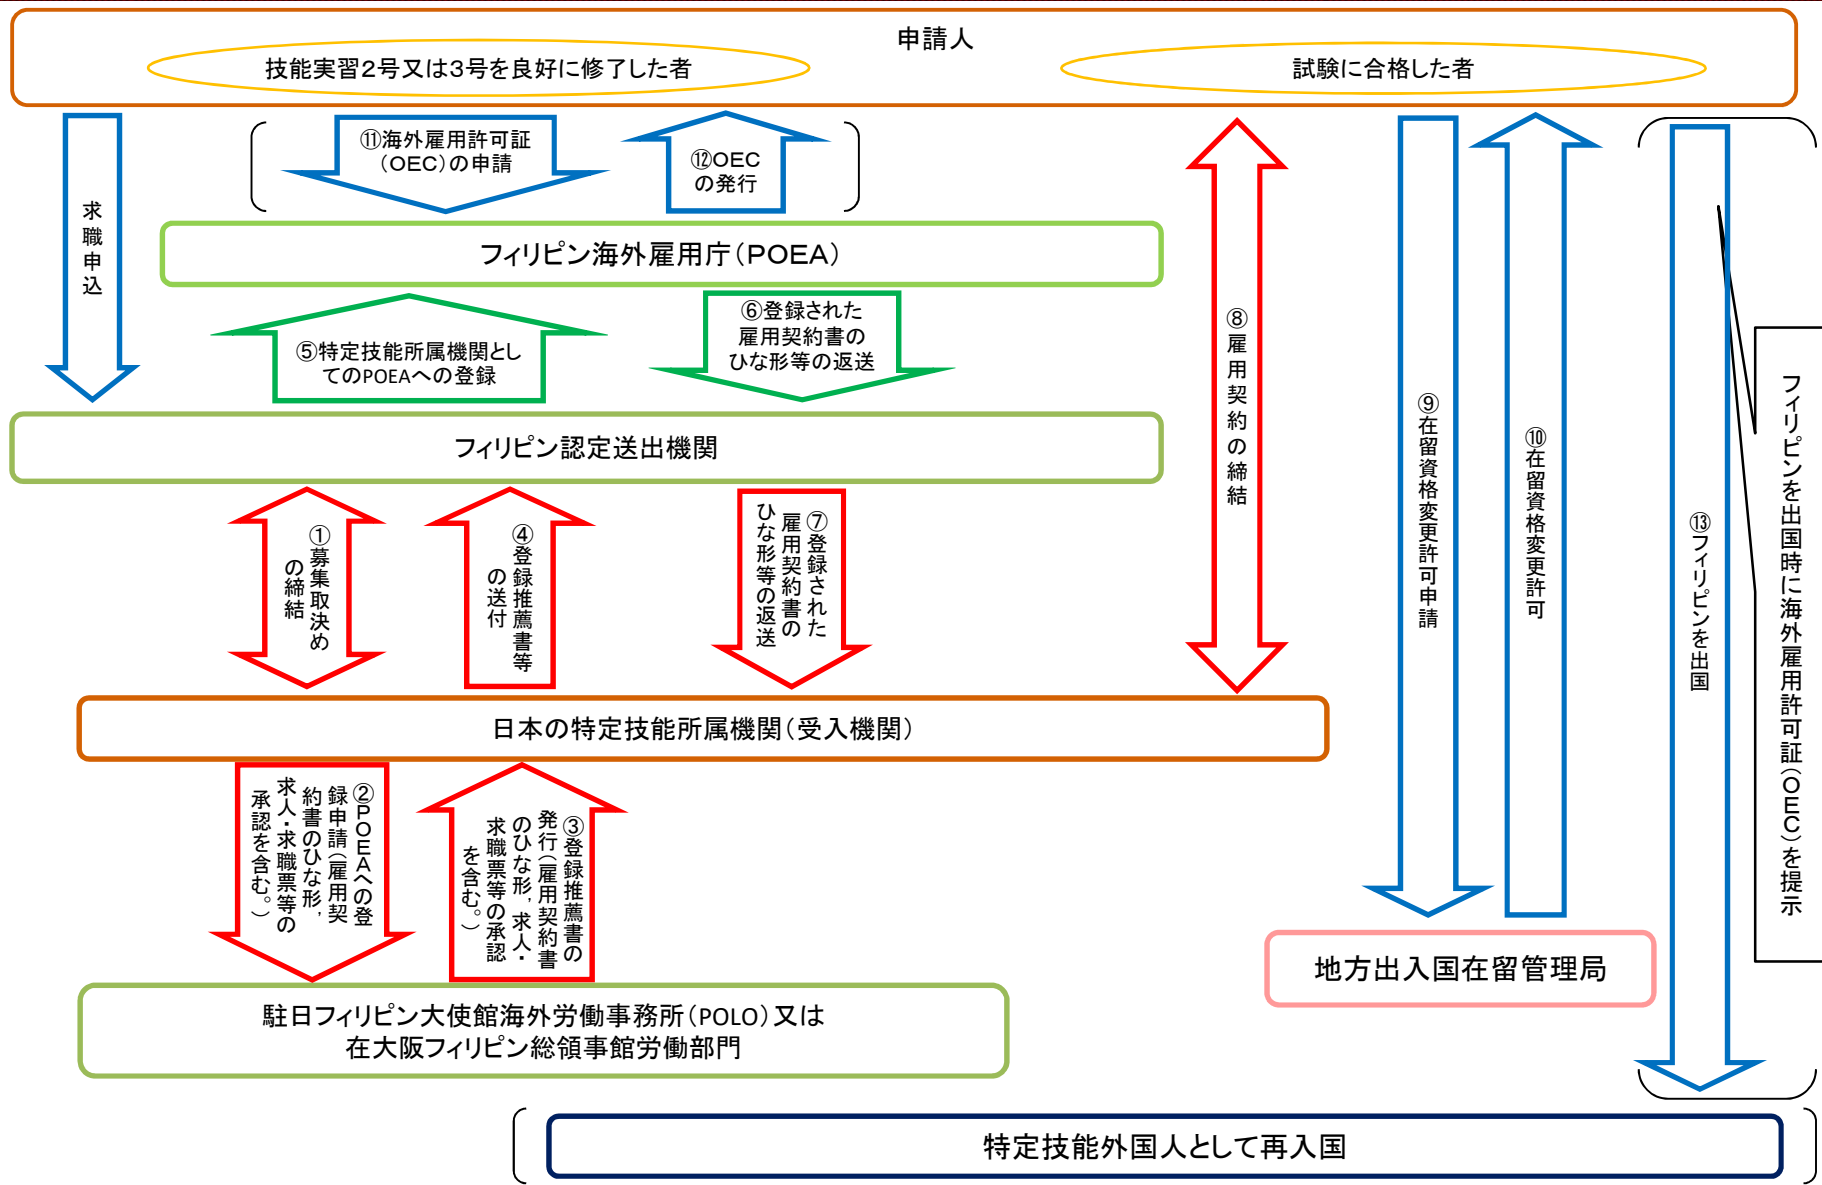 申請人
技能実習2号又は3号を良好に修了した者
試験に合格した者
求職申込
⑪海外雇用許可証
(OEC)の申請
⑫OEC
の発行
フィリピン海外雇用庁(POEA)
⑤特定技能所属機関とし
てのPOEAへの登録
⑥登録された
雇用契約書の
ひな形等の返送
フィリピン認定送出機関
①募集取決め
の締結
④登録推薦書等
の送付
⑦登録された
雇用契約書の
ひな形等の返送
⑧雇用契約の締結
⑨在留資格変更許可申請
⑩在留資格変更許可
⑬フィリピンを出国
フィリピンを出国時に海外雇用許可証(OEC)を提示
日本の特定技能所属機関(受入機関)
②POEAへの登
録申請(雇用契
約書のひな形,
求人・求職票等の
承認を含む。)
③登録推薦書の
発行(雇用契約書
のひな形,求人・
求職票等の承認
を含む。)
地方出入国在留管理局
駐日フィリピン大使館海外労働事務所(POLO)又は
在大阪フィリピン総領事館労働部門
特定技能外国人として再入国